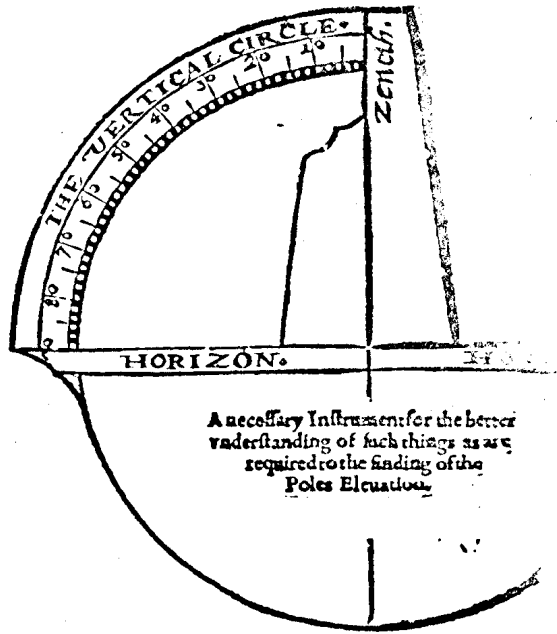 THE VERTICAL CIRCLE.
10
20
30
40
50
60
70
80
Zenith.
HORIZON.
A necessary Instrument for the better
vnderstanding of such things as are
required to the finding of the
Poles Eleuation.